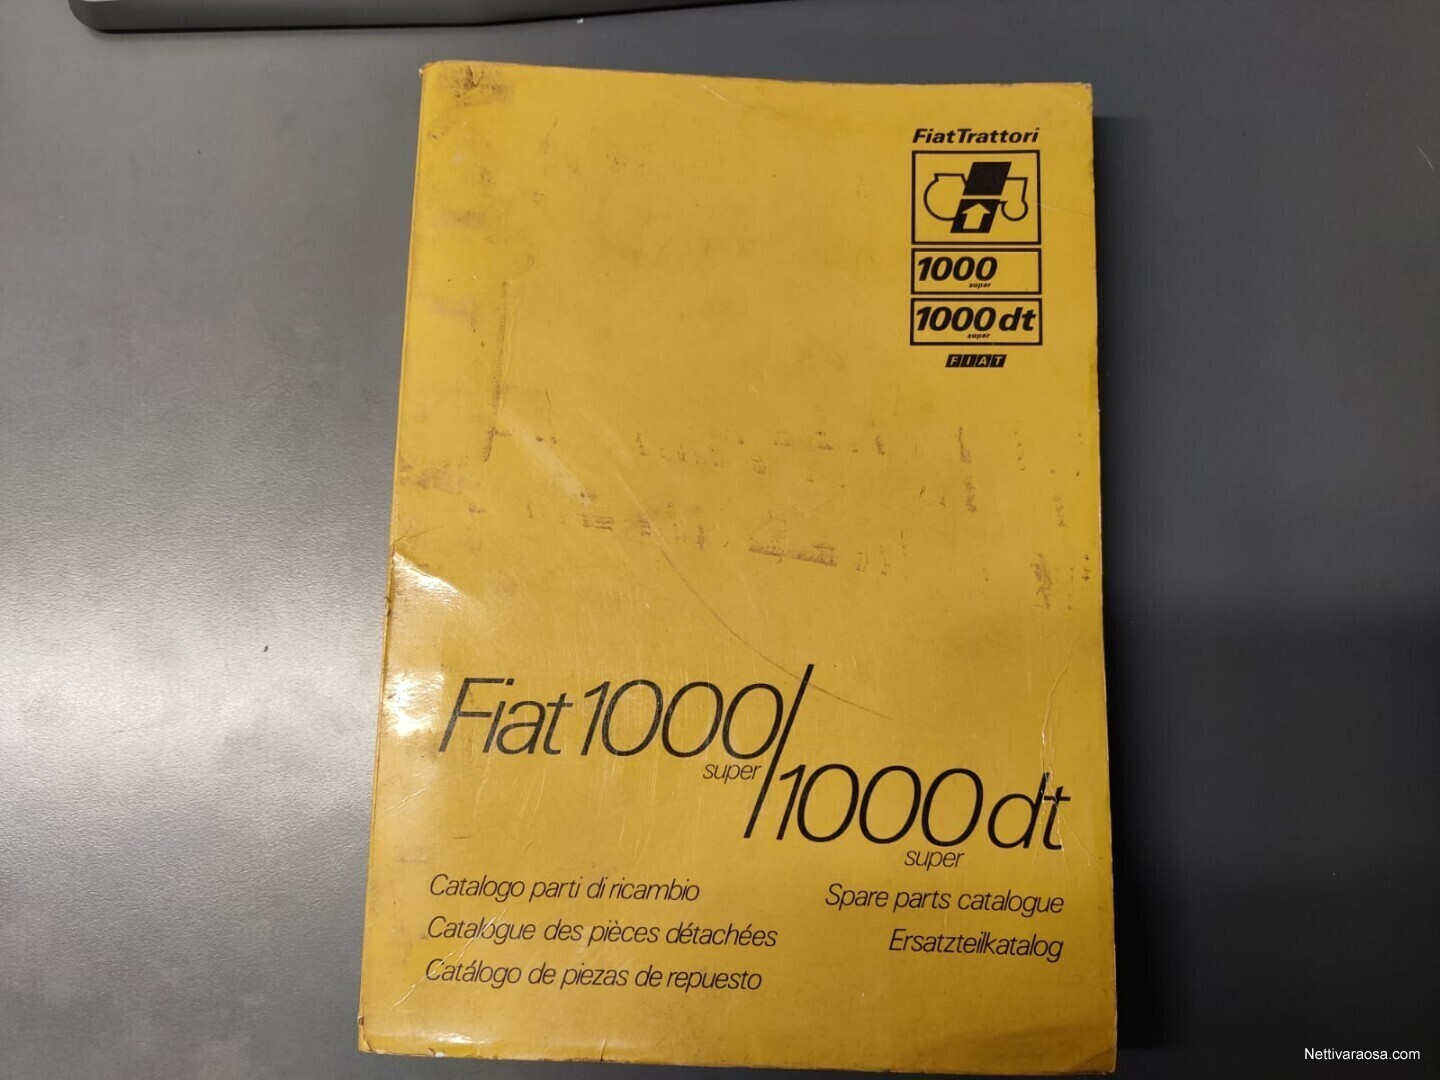 FiatTrattori
1000
super
1000 dt
super
FIAT
Fiat 1000/
super
1000 dt
super
Catalogo parti di ricambio
Catalogue des pièces détachées
Catálogo de piezas de repuesto
Spare parts catalogue
Ersatzteilkatalog
Nettivaraosa.com